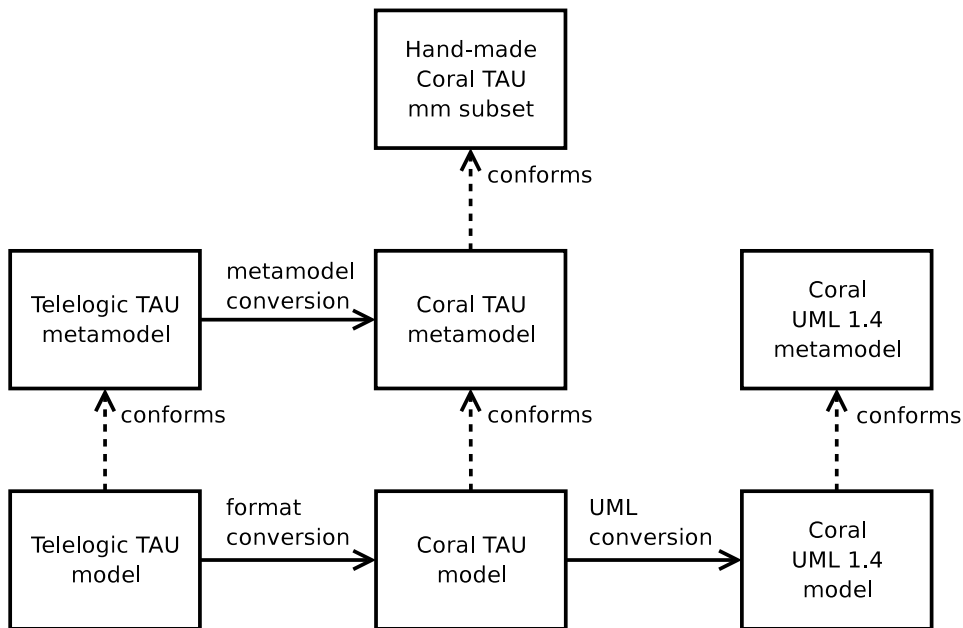 Hand-made
Coral TAU
mm subset
conforms
Telelogic TAU
metamodel
metamodel
conversion
Coral TAU
metamodel
Coral
UML 1.4
metamodel
conforms
conforms
conforms
Telelogic TAU
model
format
conversion
Coral TAU
model
UML
conversion
Coral
UML 1.4
model